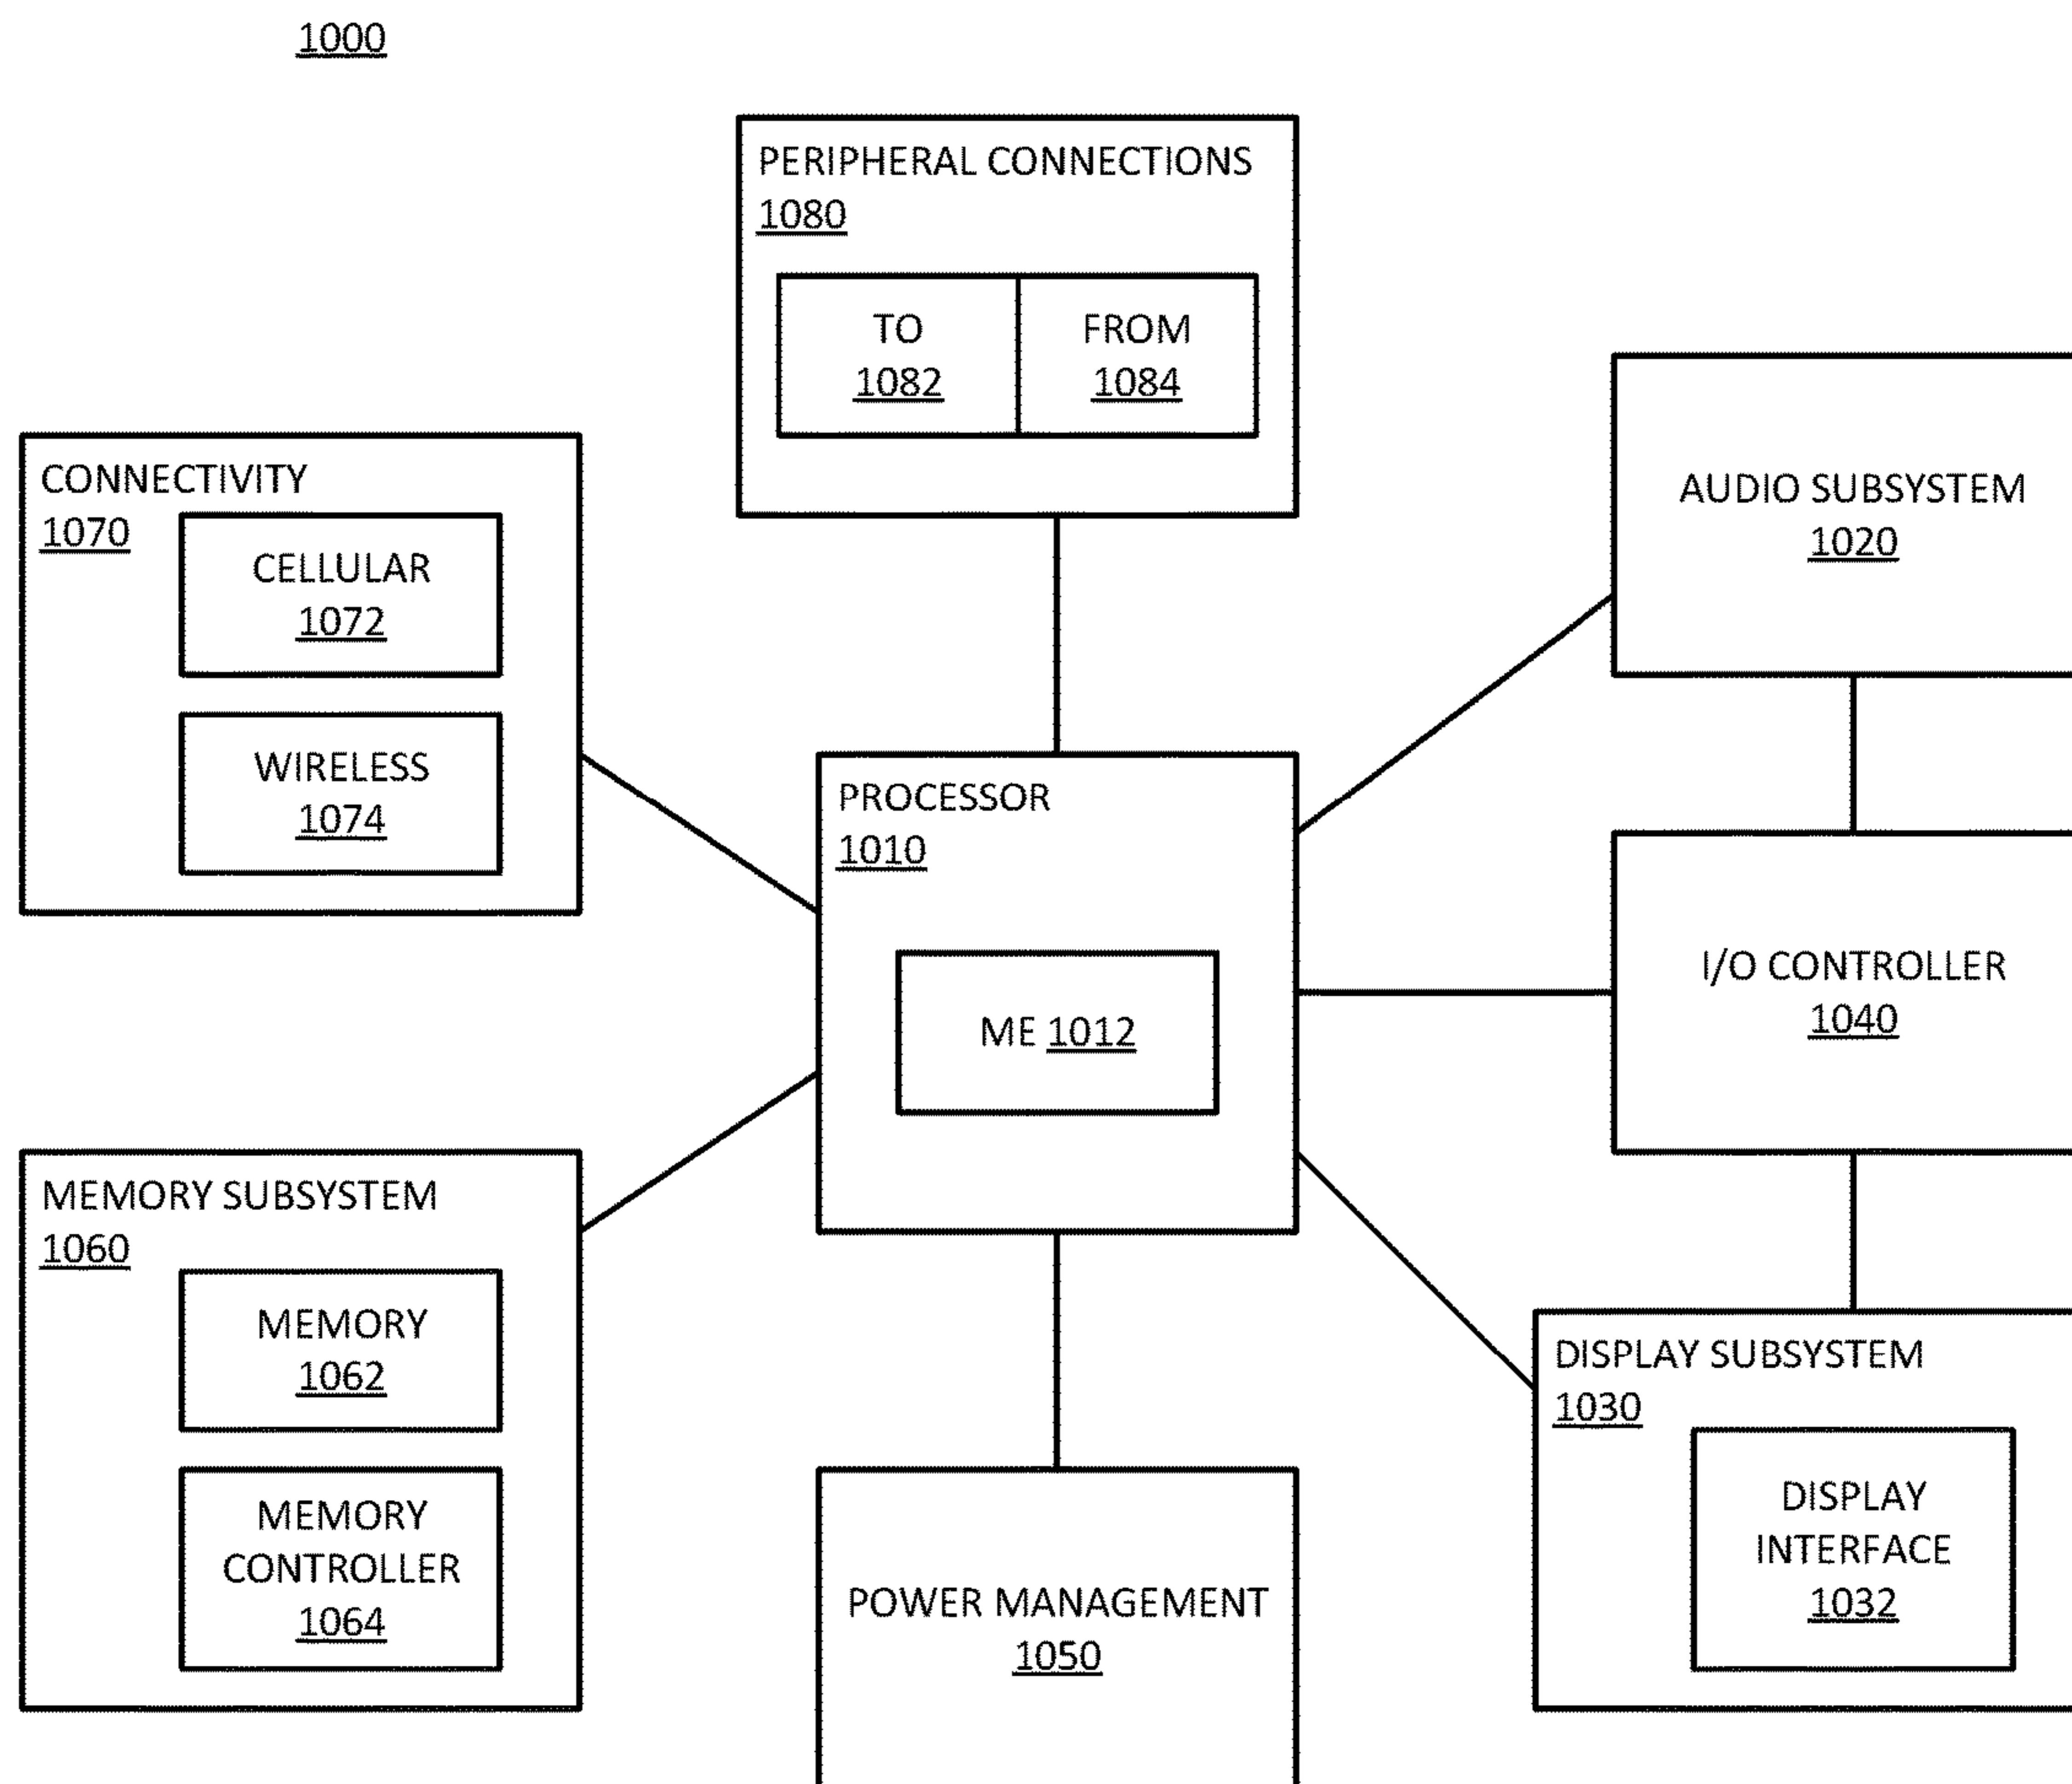 1000
PERIPHERAL CONNECTIONS
1080
TO
1082
FROM
1084
CONNECTIVITY
1070
CELLULAR
1072
WIRELESS
1074
AUDIO SUBSYSTEM
1020
PROCESSOR
1010
ME 1012
I/O CONTROLLER
1040
MEMORY SUBSYSTEM
1060
MEMORY
1062
MEMORY
CONTROLLER
1064
POWER MANAGEMENT
1050
DISPLAY SUBSYSTEM
1030
DISPLAY
INTERFACE
1032